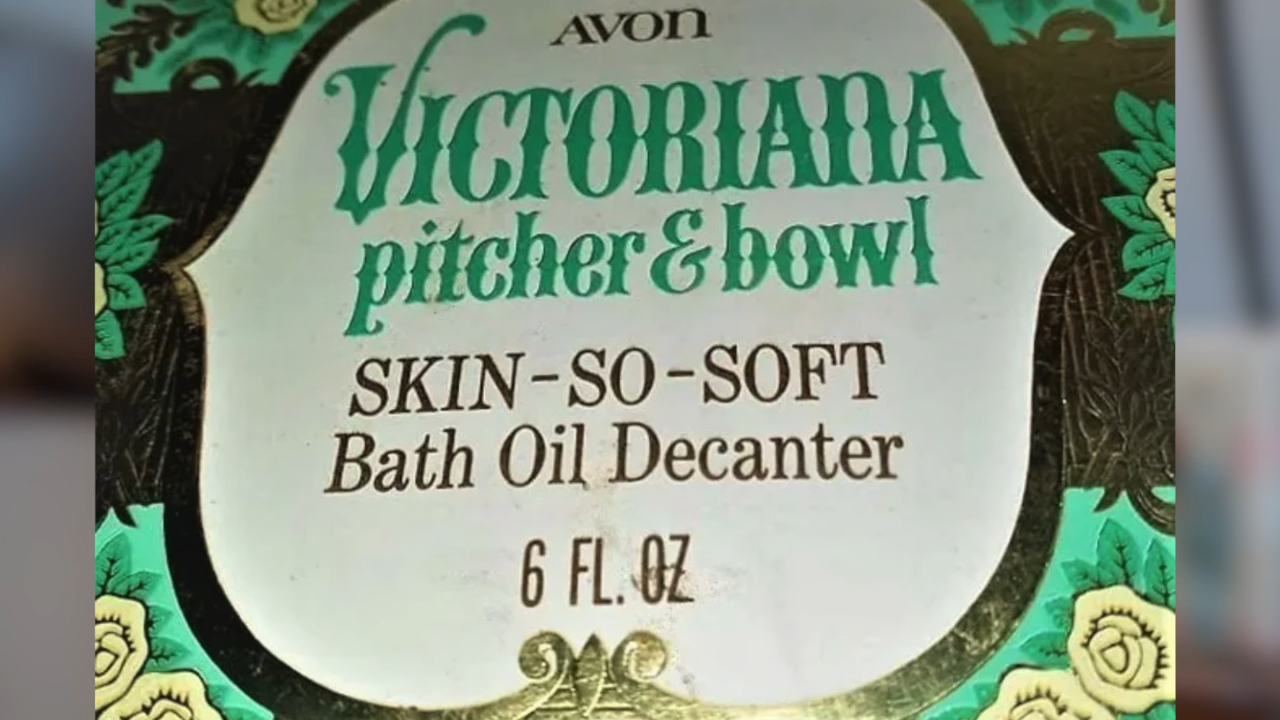 AVON
VICTORIANA
pitcher & bowl
SKIN-SO-SOFT
Bath Oil Decanter
6 FL. OZ